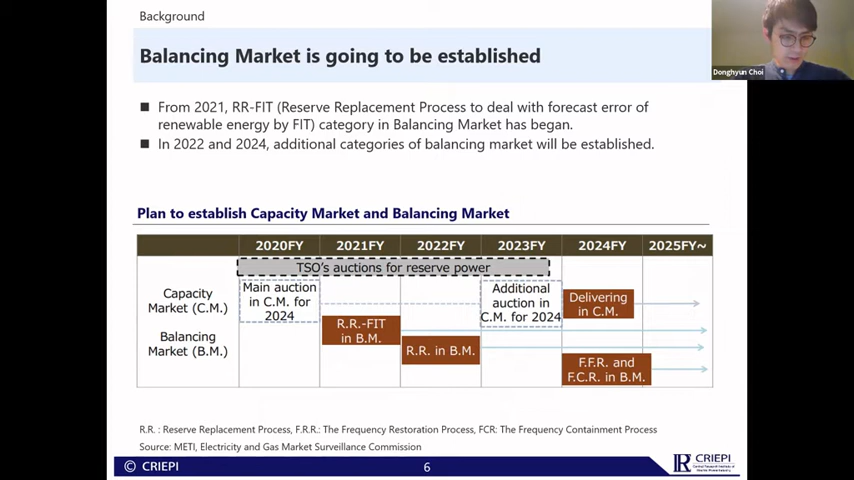 Background
Balancing Market is going to be established
Donghyun Choi
■ From 2021, RR-FIT (Reserve Replacement Process to deal with forecast error of
renewable energy by FIT) category in Balancing Market has began.
■ In 2022 and 2024, additional categories of balancing market will be established.
Plan to establish Capacity Market and Balancing Market
2020FY 2021FY 2022FY 2023FY 2024FY 2025FY~
TSO's auctions for reserve power
Capacity
Market (C.M.)
Main auction
in C.M. for
2024
Additional
auction in
C.M. for 2024
Delivering
in C.M.
Balancing
Market (B.M.)
R.R.-FIT
in B.M.
R.R. in B.M.
F.F.R. and
F.C.R. in B.M.
R.R. : Reserve Replacement Process, F.R.R.: The Frequency Restoration Process, FCR: The Frequency Containment Process
Source: METI, Electricity and Gas Market Surveillance Commission
© CRIEPI
6
CRIEPI